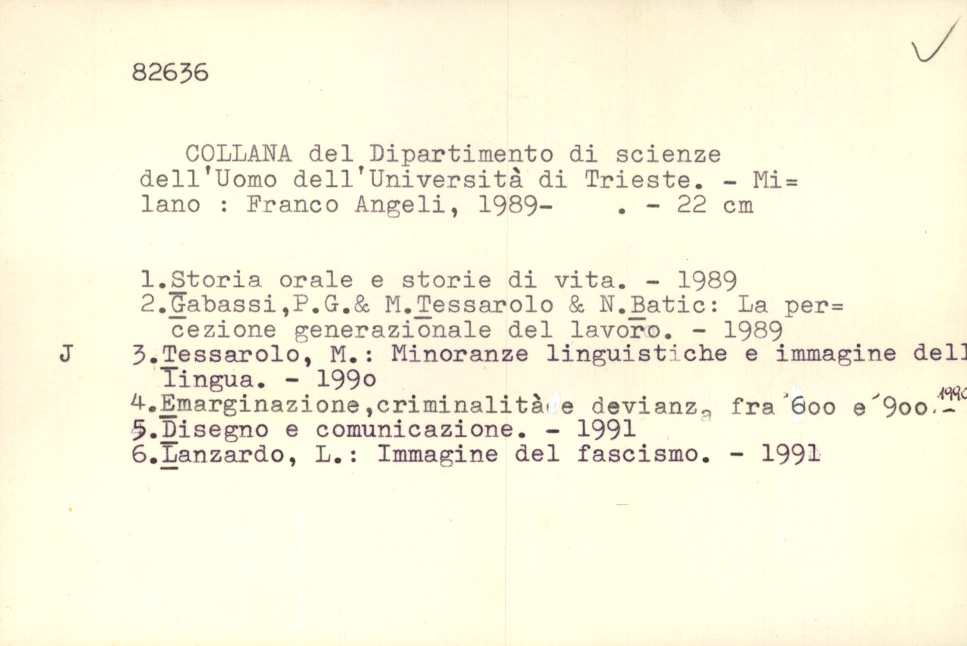 82636
COLLANA del Dipartimento di scienze
dell'Uomo dell'Università di Trieste. - Mi=
lano : Franco Angeli, 1989-    . - 22 cm
1.Storia orale e storie di vita. - 1989
2.Gabassi,P.G.& M.Tessarolo & N.Batic: La per=
cezione generazionale del lavoro. - 1989
J 3.Tessarolo, M.: Minoranze linguistiche e immagine dell
lingua. - 1990
4.Emarginazione,criminalità e devianza fra '600 e '900.- 1990
5.Disegno e comunicazione. - 1991
6.Lanzardo, L.: Immagine del fascismo. - 1991